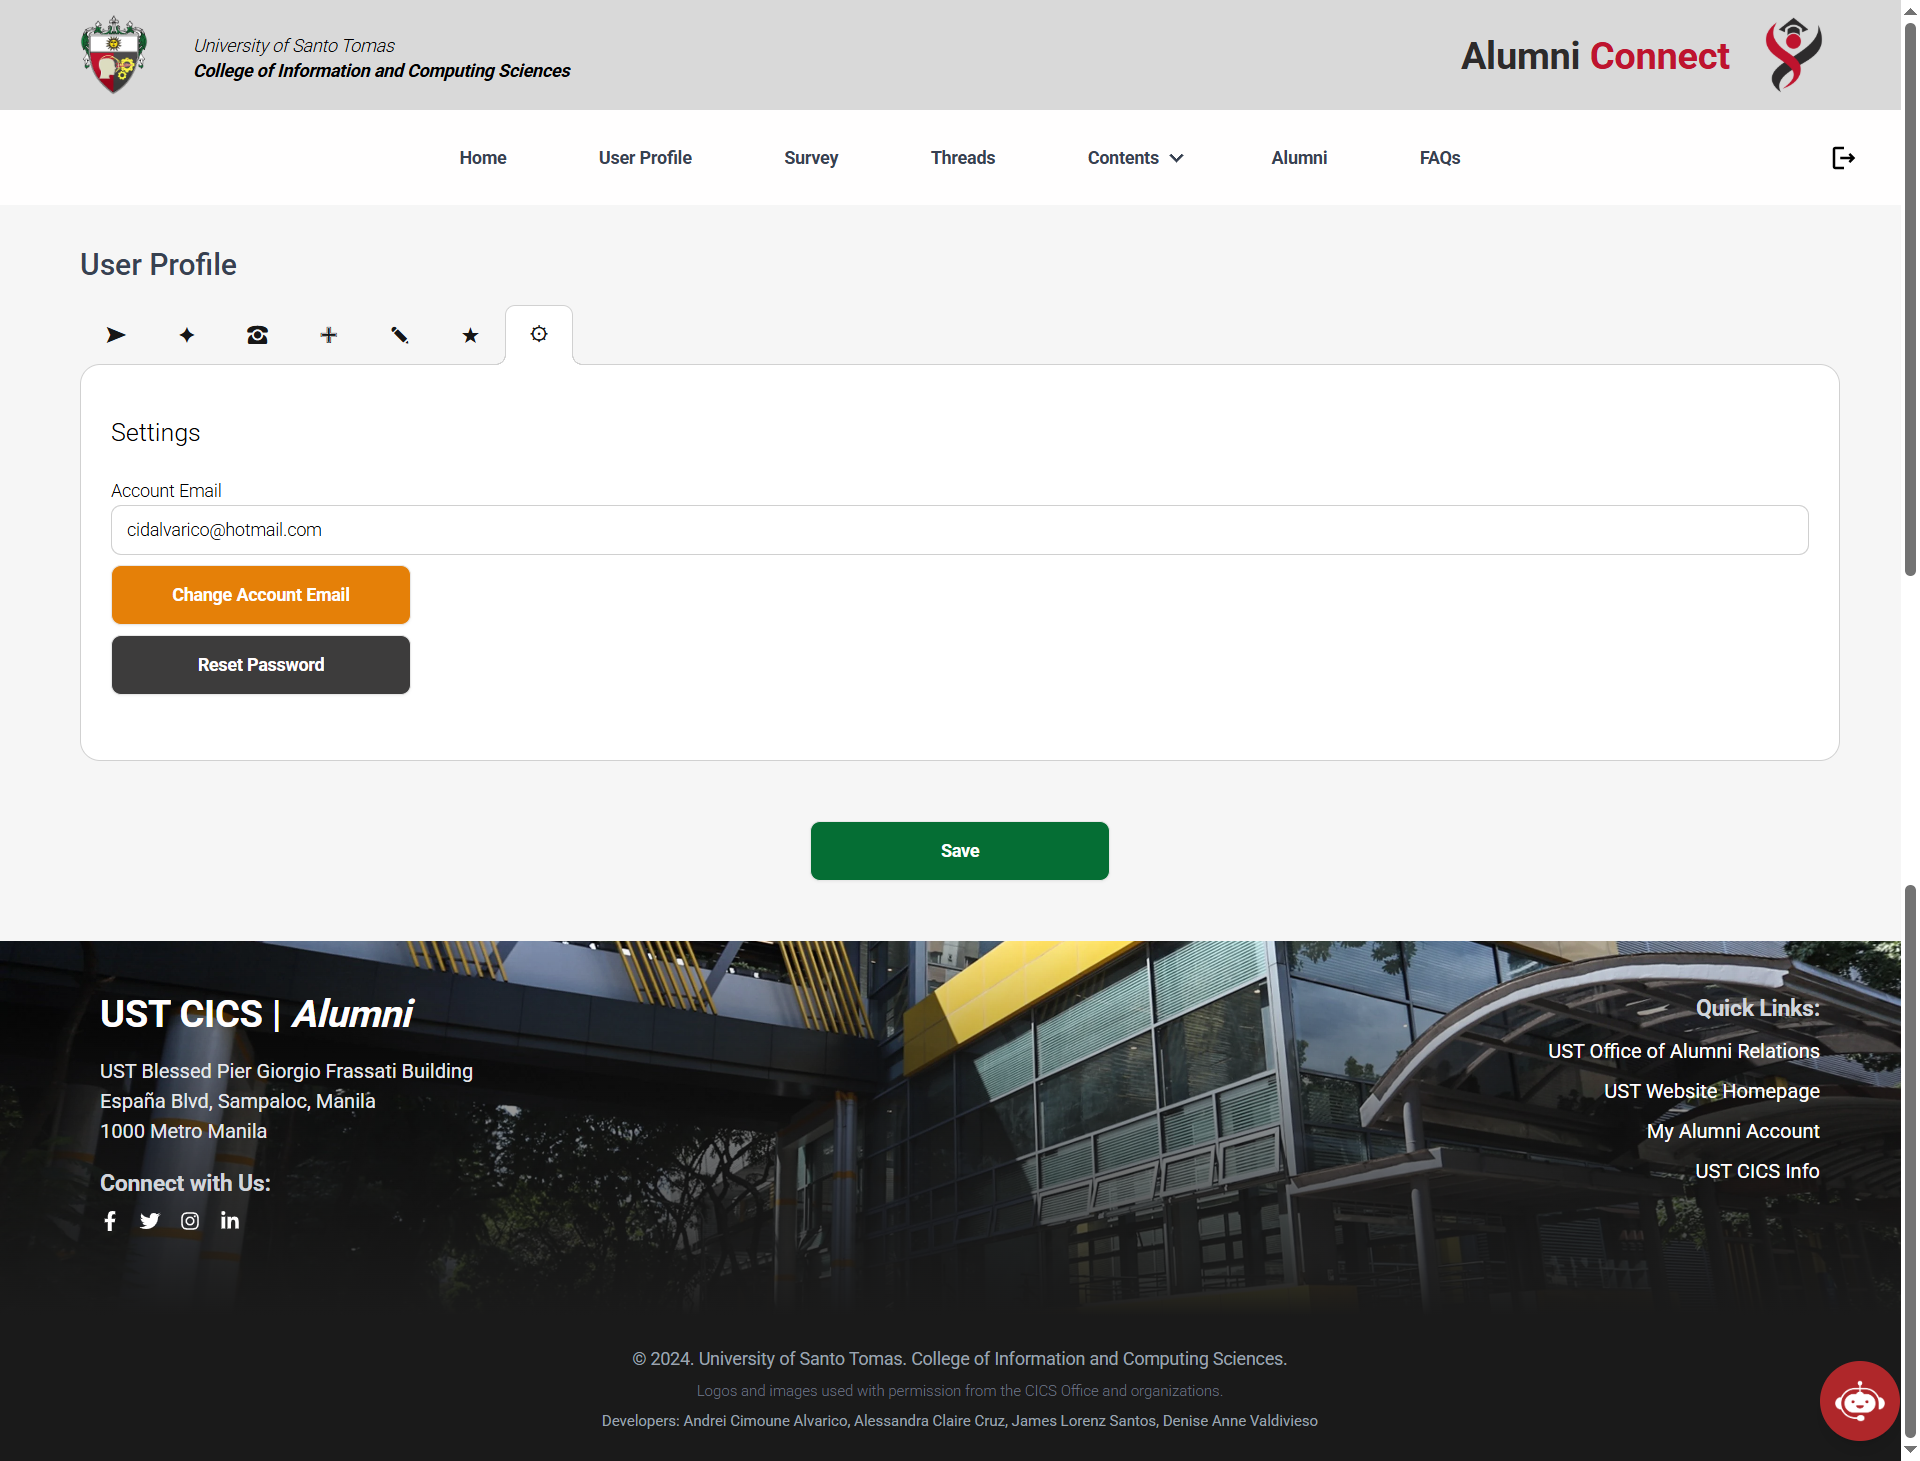 University of Santo Tomas
College of Information and Computing Sciences
Alumni Connect
Home
User Profile
Survey
Threads
Contents
Alumni
FAQs
User Profile
Settings
Account Email
cidalvarico@hotmail.com
Change Account Email
Reset Password
Save
UST CICS | Alumni
UST Blessed Pier Giorgio Frassati Building
España Blvd, Sampaloc, Manila
1000 Metro Manila
Connect with Us:
Quick Links:
UST Office of Alumni Relations
UST Website Homepage
My Alumni Account
UST CICS Info
© 2024. University of Santo Tomas. College of Information and Computing Sciences.
Logos and images used with permission from the CICS Office and organizations.
Developers: Andrei Cimoune Alvarico, Alessandra Claire Cruz, James Lorenz Santos, Denise Anne Valdivieso